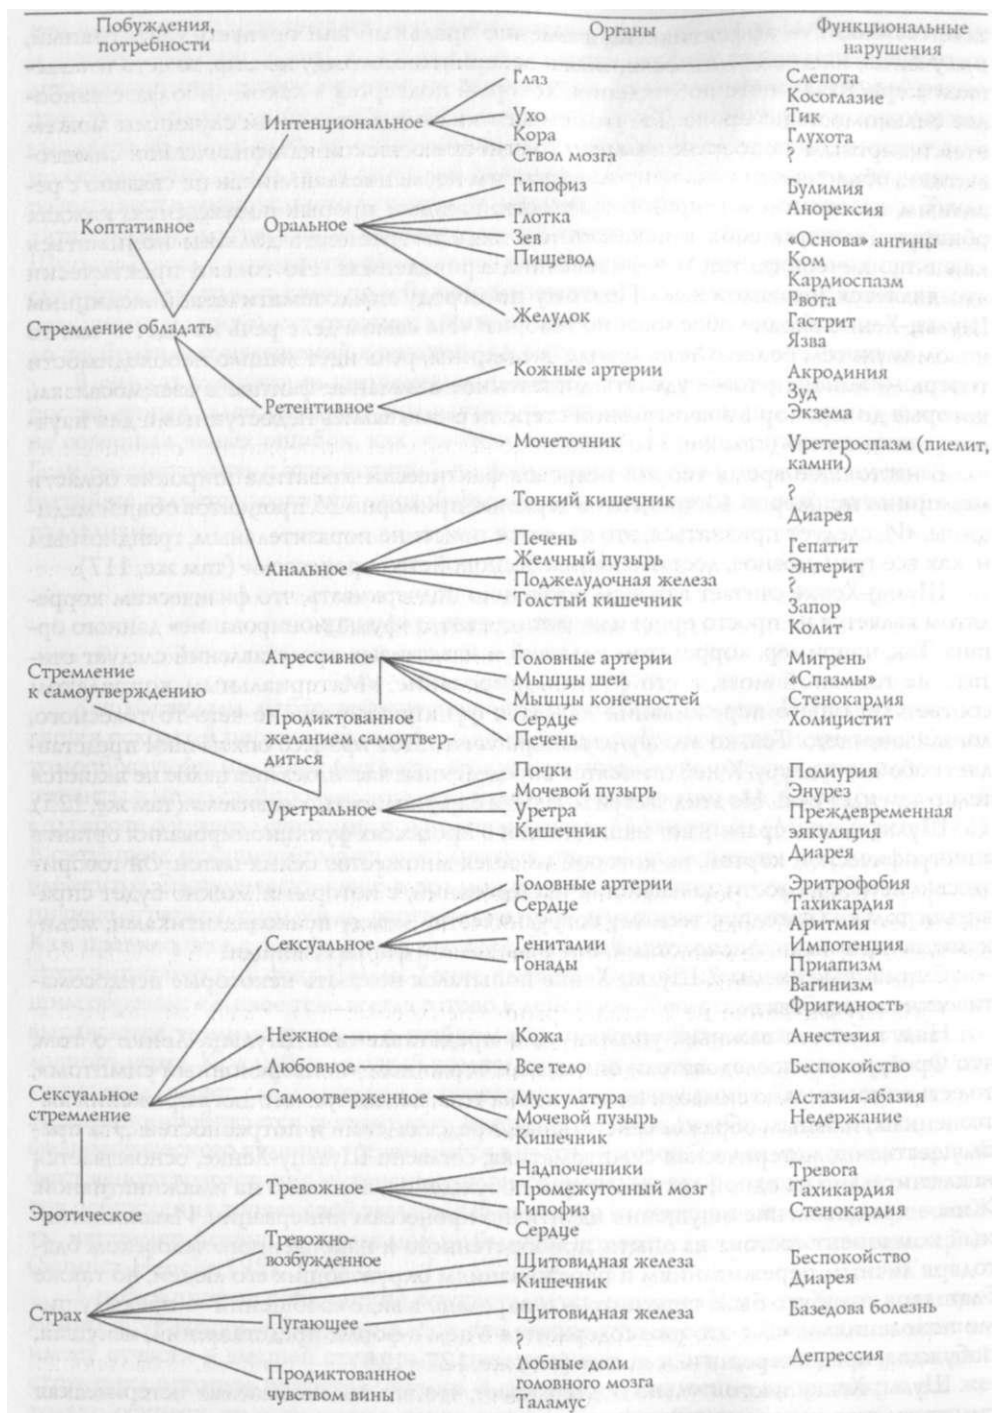 Побуждения, Органы Функциональные
потребности нарушения
Глаз Слепота
Косоглазие
Интенциональное Ухо Тик
Кора Глухота
Ствол мозга ?
Гипофиз Булимия
Коптативное Оральное Глотка Анорексия
Зев «Основа» ангины
Пищевод Ком
Кардиоспазм
Рвота
Стремление обладать Желудок Гастрит
Язва
Кожные артерии Акродиния
Зуд
Ретентивное Экзема
Мочеточник Уретероспазм (пиелит,
камни)
Тонкий кишечник ?
Диарея
Печень Гепатит
Анальное Желчный пузырь Энтерит
Поджелудочная железа ?
Толстый кишечник Запор
Колит
Агрессивное Головные артерии Мигрень
Стремление Мышцы шеи «Спазмы»
к самоутверждению Мышцы конечностей Стенокардия
Продиктованное Сердце Холицистит
желанием самоутвер- Печень
диться
Почки Полиурия
Мочевой пузырь Энурез
Уретральное Уретра Преждевременная
Кишечник эякуляция
Диарея
Головные артерии Эритрофобия
Сердце Тахикардия
Аритмия
Сексуальное Гениталии Импотенция
Гонады Приапизм
Вагинизм
Фригидность
Нежное Кожа Анестезия
Любовное Все тело Беспокойство
Сексуальное Самоотверженное Мускулатура Астазия-абазия
стремление Мочевой пузырь Недержание
Кишечник
Надпочечники Тревога
Тревожное Промежуточный мозг Тахикардия
Эротическое Гипофиз Стенокардия
Тревожно- Сердце
возбужденное Щитовидная железа Беспокойство
Кишечник Диарея
Страх Пугающее Щитовидная железа Базедова болезнь
?
Продиктованное Лобные доли Депрессия
чувством вины головного мозга
Таламус